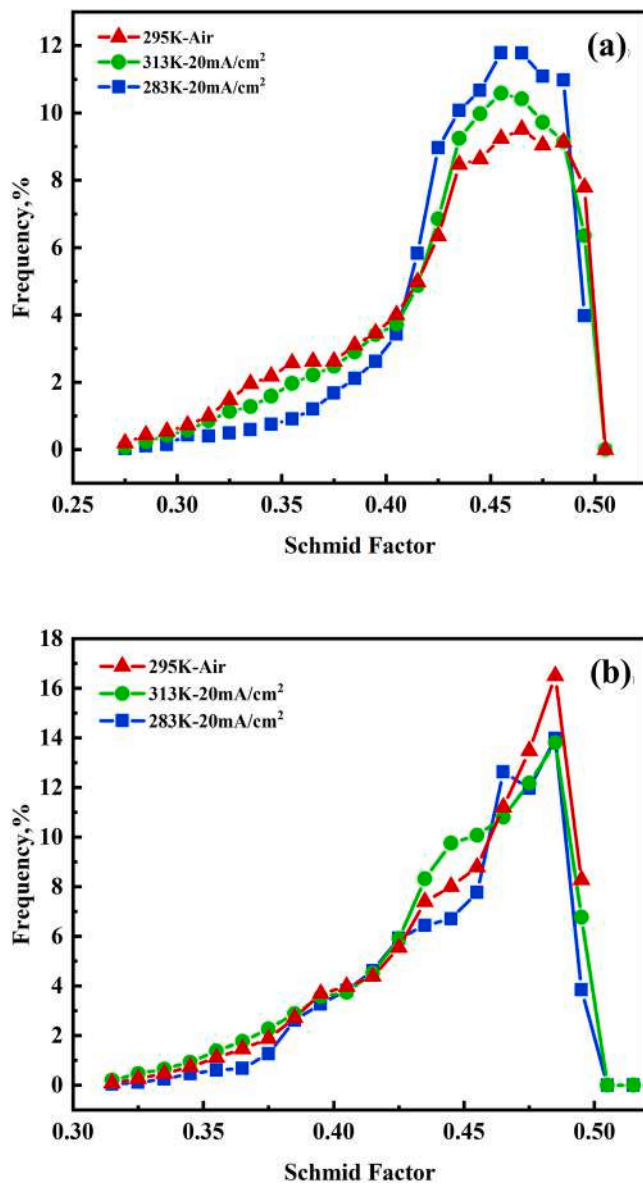 (a)
295K-Air
313K-20mA/cm²
283K-20mA/cm²
12
10
8
6
4
2
0
Frequency,%
0.25
0.30
0.35
0.40
0.45
0.50
Schmid Factor
(b)
295K-Air
313K-20mA/cm²
283K-20mA/cm²
18
16
14
12
10
8
6
4
2
0
Frequency,%
0.30
0.35
0.40
0.45
0.50
Schmid Factor